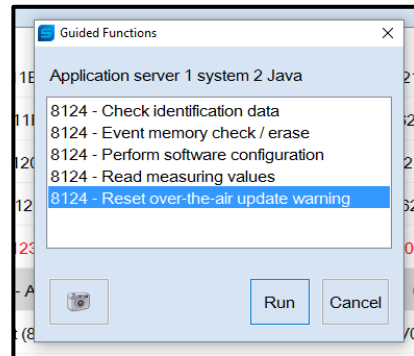 Guided Functions
Application server 1 system 2 Java
8124 - Check identification data
8124 - Event memory check / erase
8124 - Perform software configuration
8124 - Read measuring values
8124 - Reset over-the-air update warning
Run
Cancel